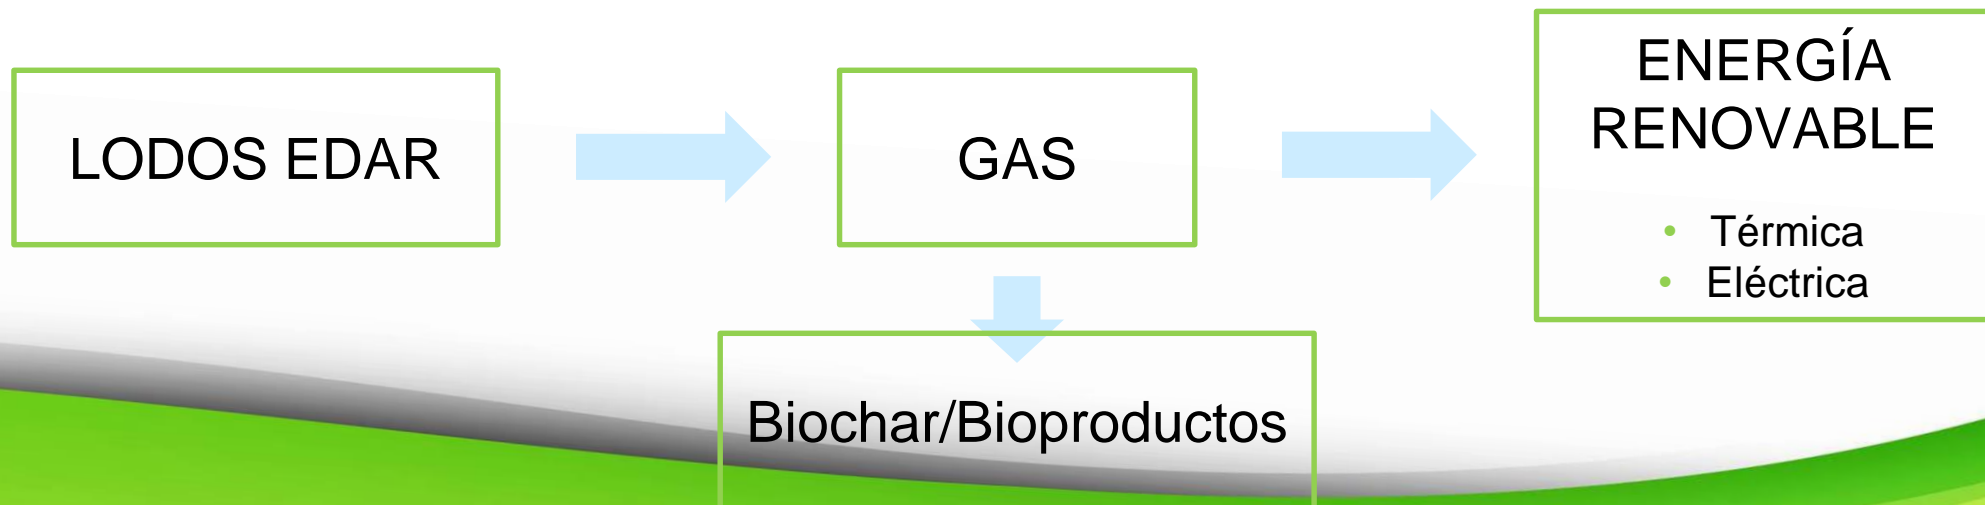 LODOS EDAR
GAS
ENERGÍA
RENOVABLE
• Térmica
• Eléctrica
Biochar/Bioproductos